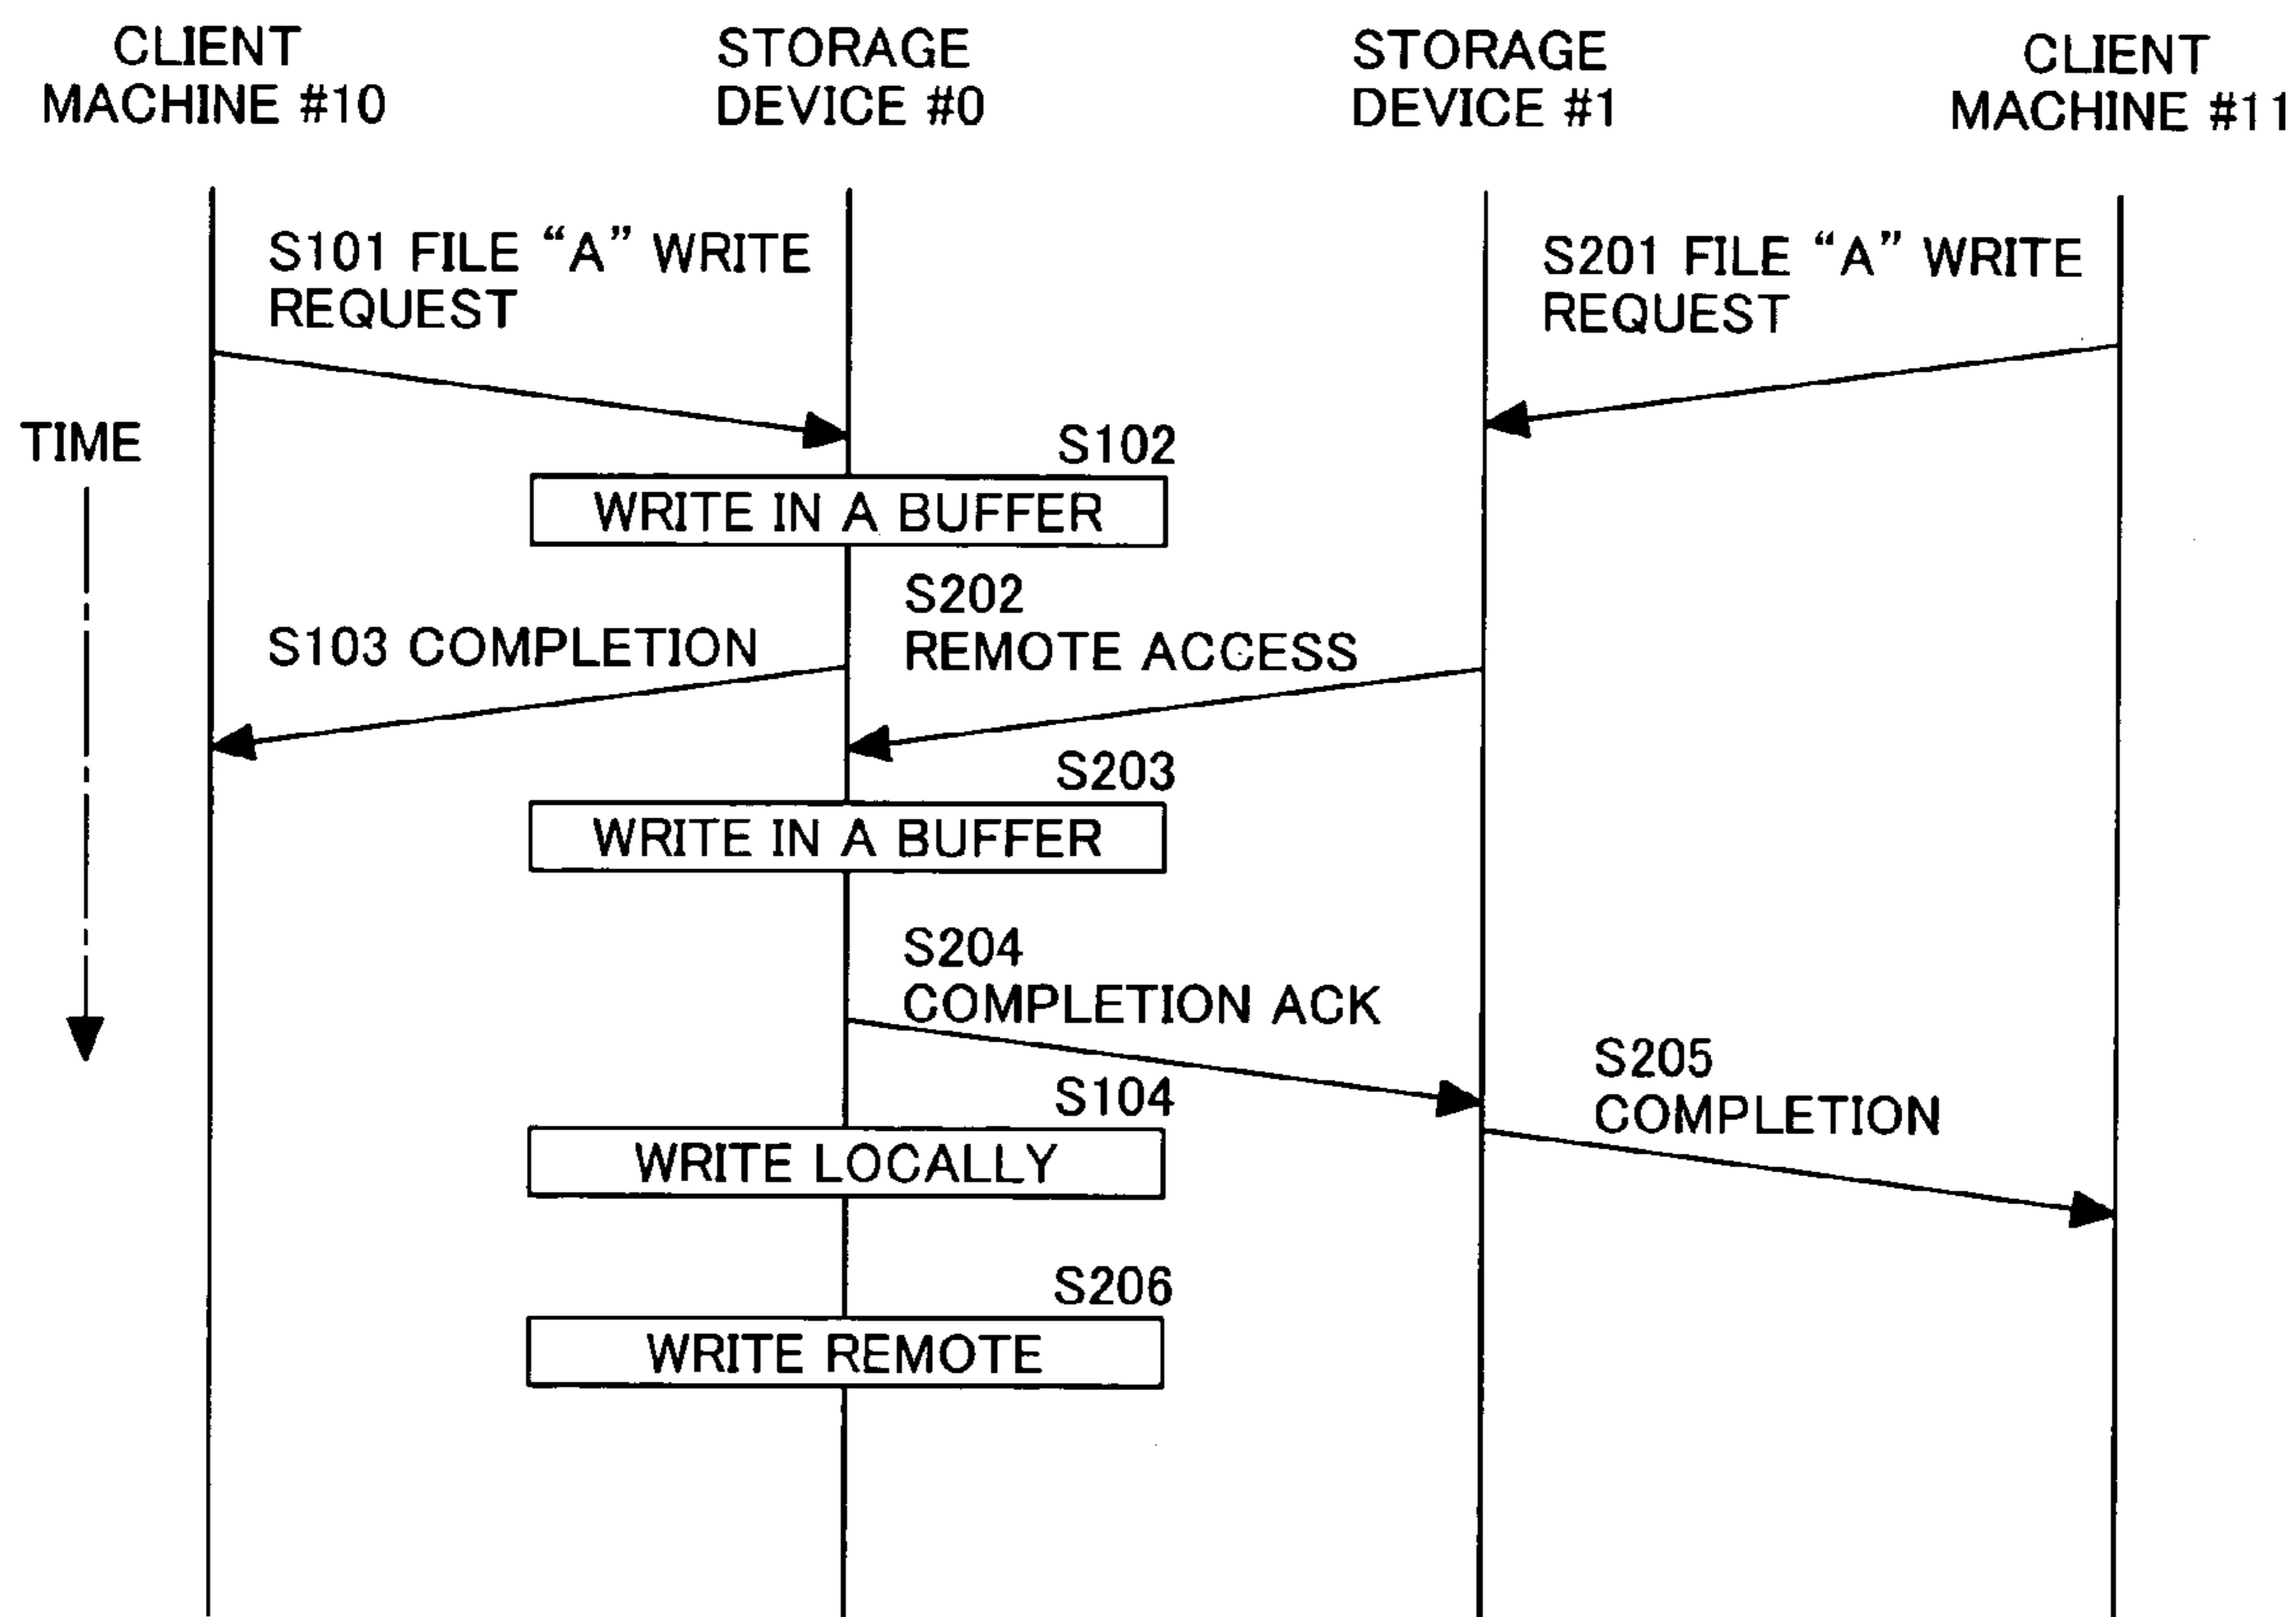 CLIENT
MACHINE #10
STORAGE
DEVICE #0
STORAGE
DEVICE #1
CLIENT
MACHINE #11
S101 FILE “A” WRITE
REQUEST
S201 FILE “A” WRITE
REQUEST
TIME
S102
WRITE IN A BUFFER
S103 COMPLETION
S202
REMOTE ACCESS
S203
WRITE IN A BUFFER
S204
COMPLETION ACK
S205
COMPLETION
S104
WRITE LOCALLY
S206
WRITE REMOTE